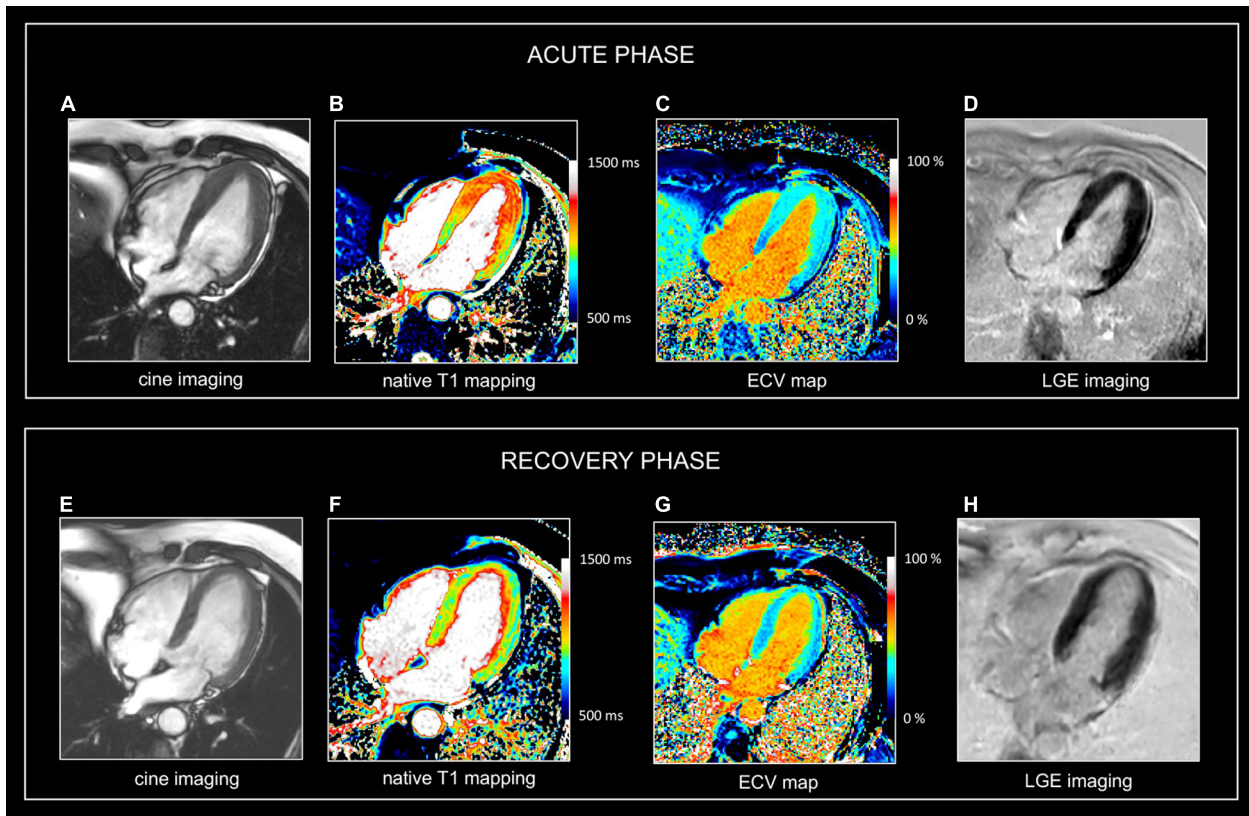 ACUTE PHASE
A
B
C
D
1500 ms
500 ms
100 %
0 %
cine imaging
native T1 mapping
ECV map
LGE imaging
RECOVERY PHASE
E
F
G
H
1500 ms
500 ms
100 %
0 %
cine imaging
native T1 mapping
ECV map
LGE imaging